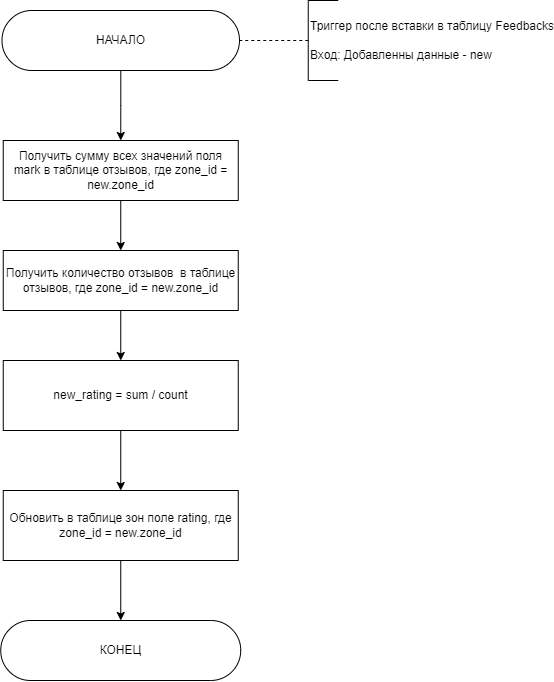 НАЧАЛО
Триггер после вставки в таблицу Feedbacks
Вход: Добавленны данные - new
Получить сумму всех значений поля
mark в таблице отзывов, где zone_id =
new.zone_id
Получить количество отзывов в таблице
отзывов, где zone_id = new.zone_id
new_rating = sum / count
Обновить в таблице зон поле rating, где
zone_id = new.zone_id
КОНЕЦ